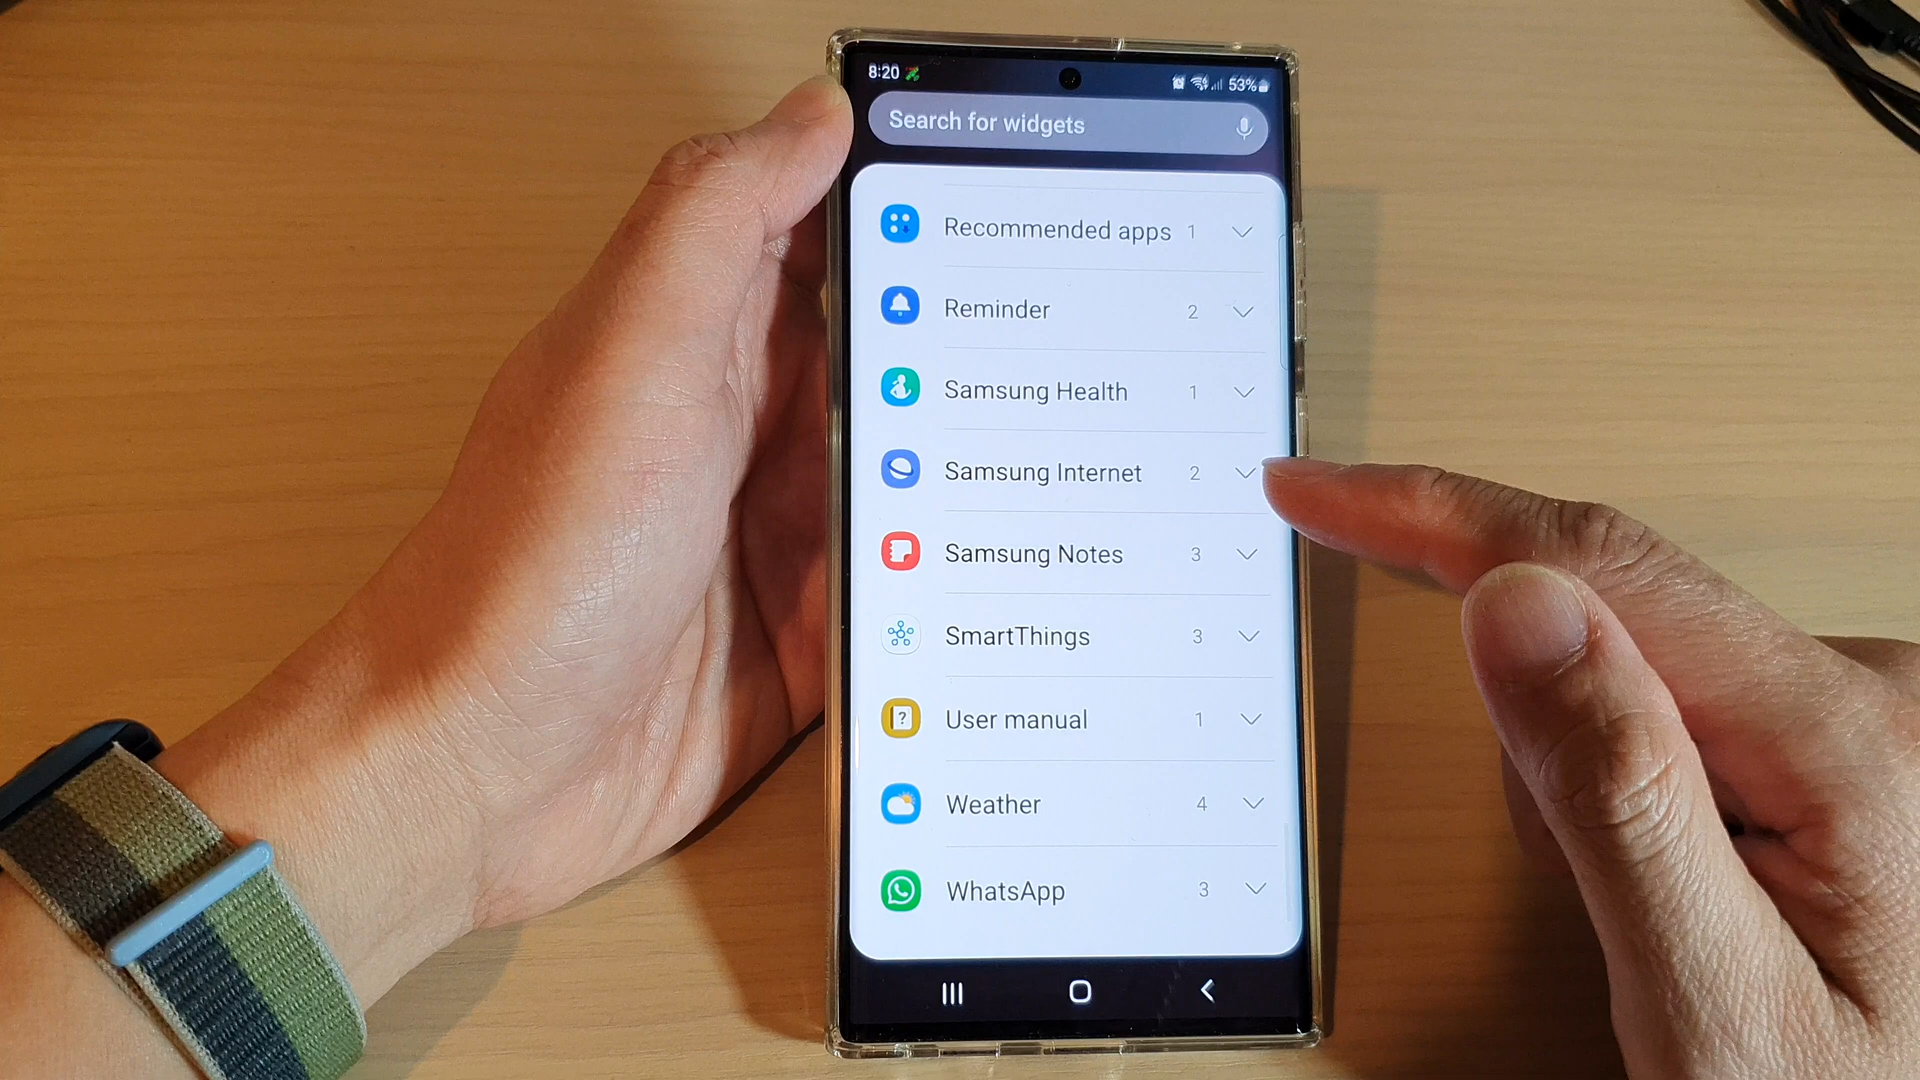 8:20 53%
Search for widgets
Recommended apps 1
Reminder 2
Samsung Health 1
Samsung Internet 2
Samsung Notes 3
SmartThings 3
? User manual 1
Weather 4
WhatsApp 3